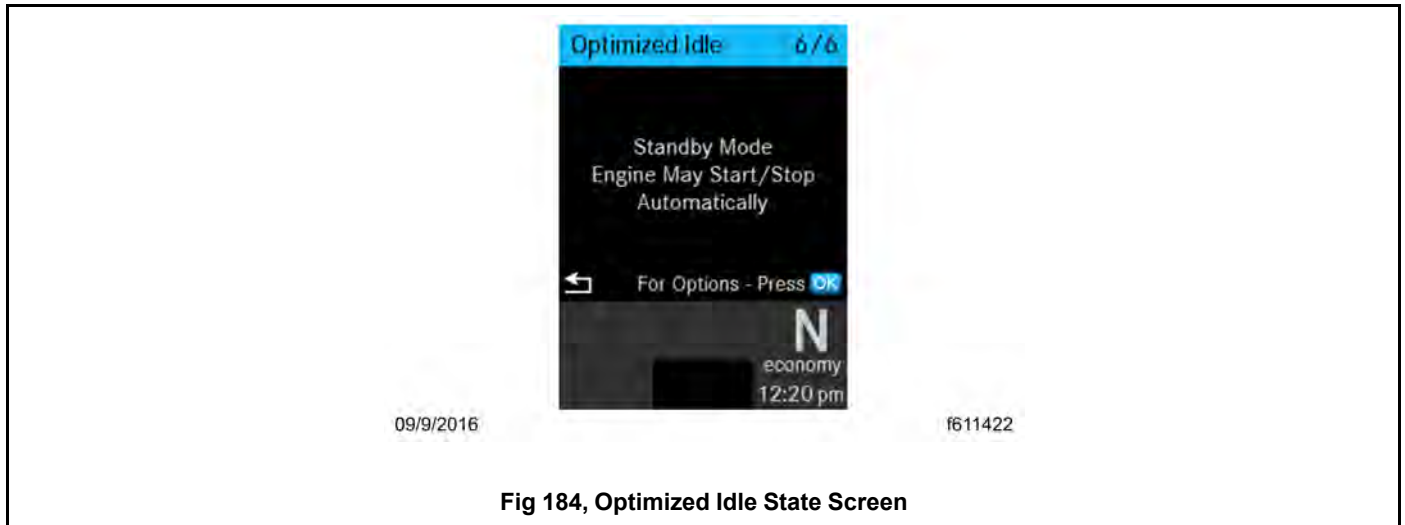 Optimized Idle 6/6
Standby Mode
Engine May Start/Stop
Automatically
For Options - Press OK
N
economy
12:20 pm
09/9/2016 f611422
Fig 184, Optimized Idle State Screen